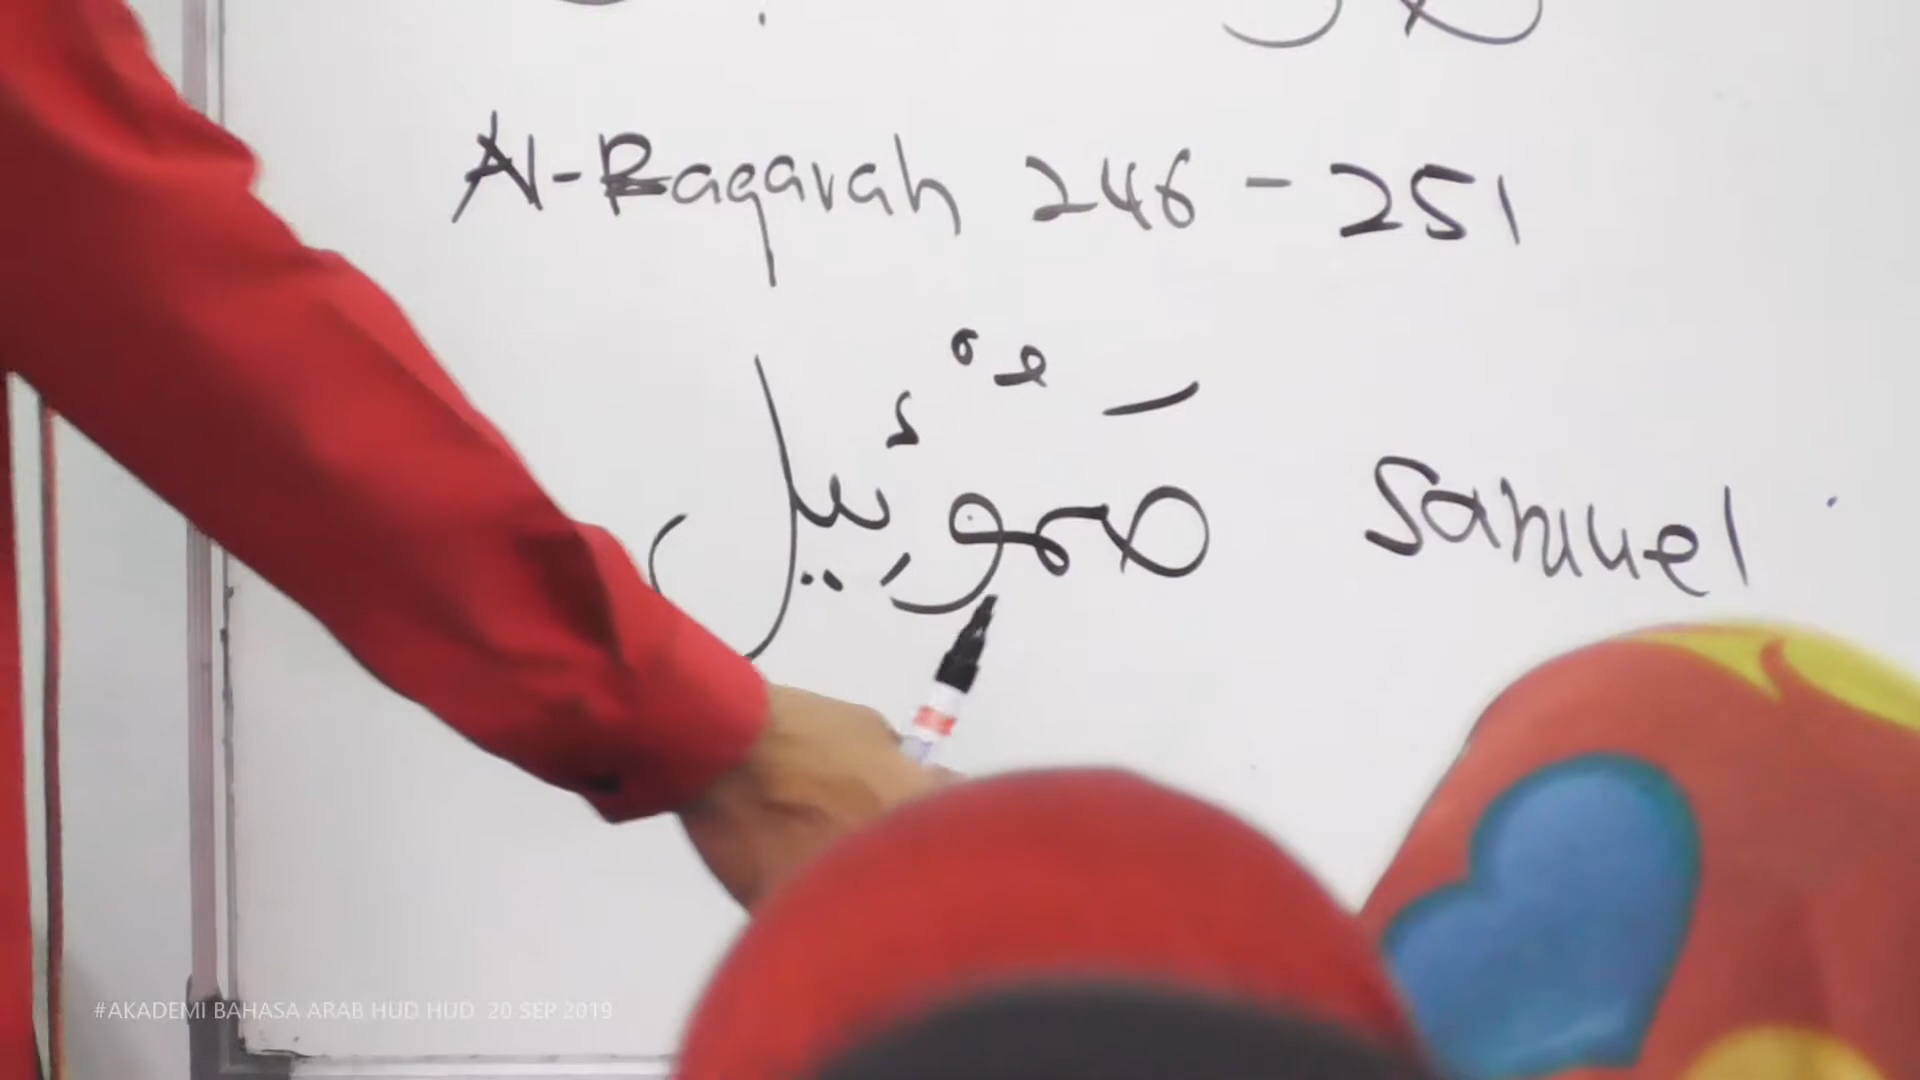 Al-Baqarah 246 - 251
صَمُوْئِيل Samuel
#AKADEMI BAHASA ARAB HUD HUD 20 SEP 2019